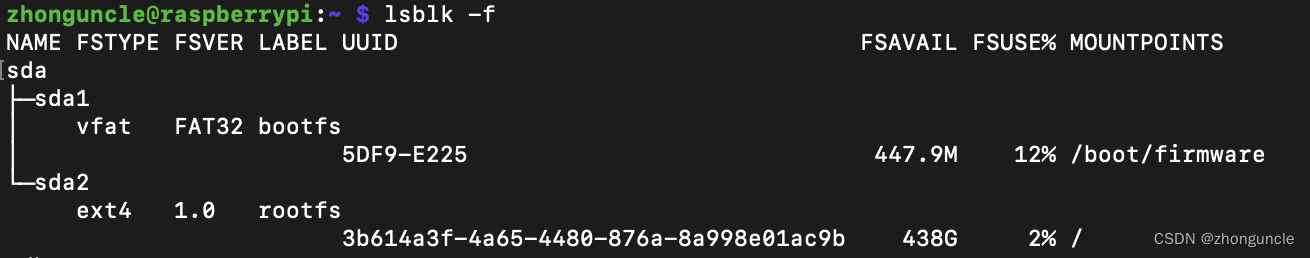 zhonguncle@raspberrypi:~ $ lsblk -f
NAME FSTYPE FSVER LABEL UUID                                 FSAVAIL FSUSE% MOUNTPOINTS
sda
├─sda1
│    vfat   FAT32 bootfs
│                       5DF9-E225                             447.9M    12% /boot/firmware
└─sda2
     ext4   1.0   rootfs
                        3b614a3f-4a65-4480-876a-8a998e01ac9b    438G     2% /
CSDN @zhonguncle